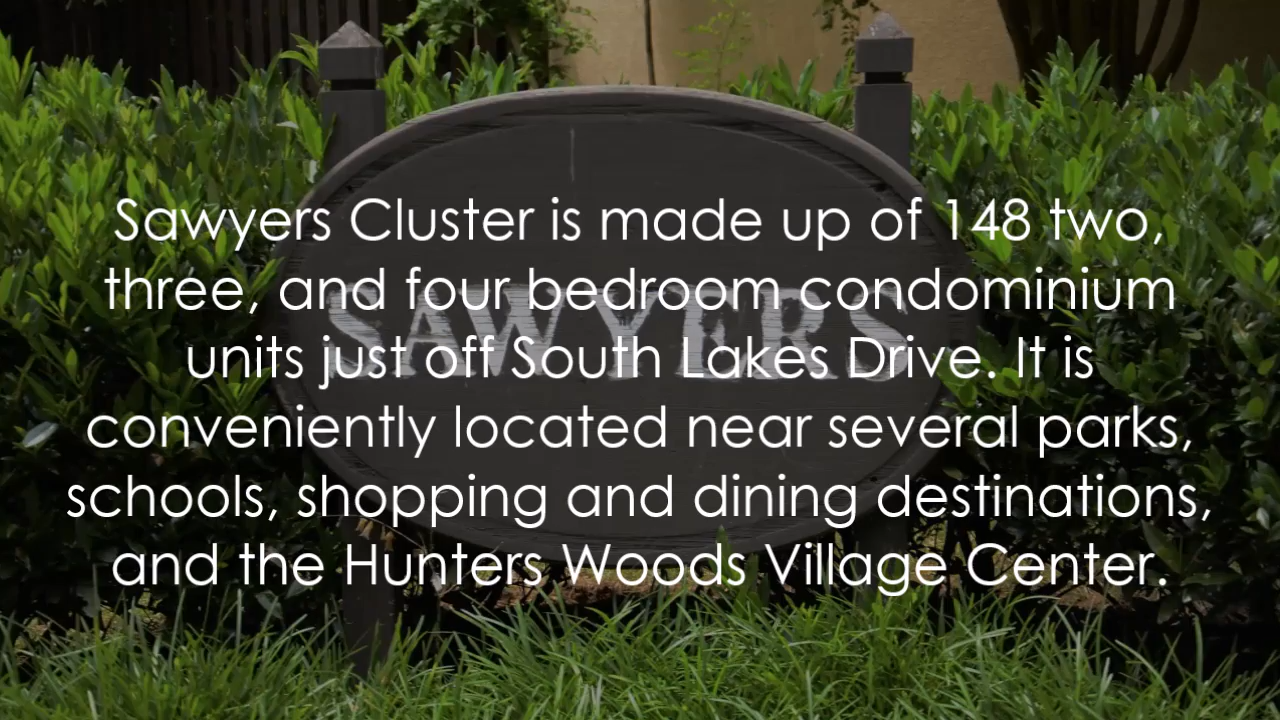 Sawyers Cluster is made up of 148 two,
three, and four bedroom condominium
units just off South Lakes Drive. It is
conveniently located near several parks,
schools, shopping and dining destinations,
and the Hunters Woods Village Center.
SAWYERS